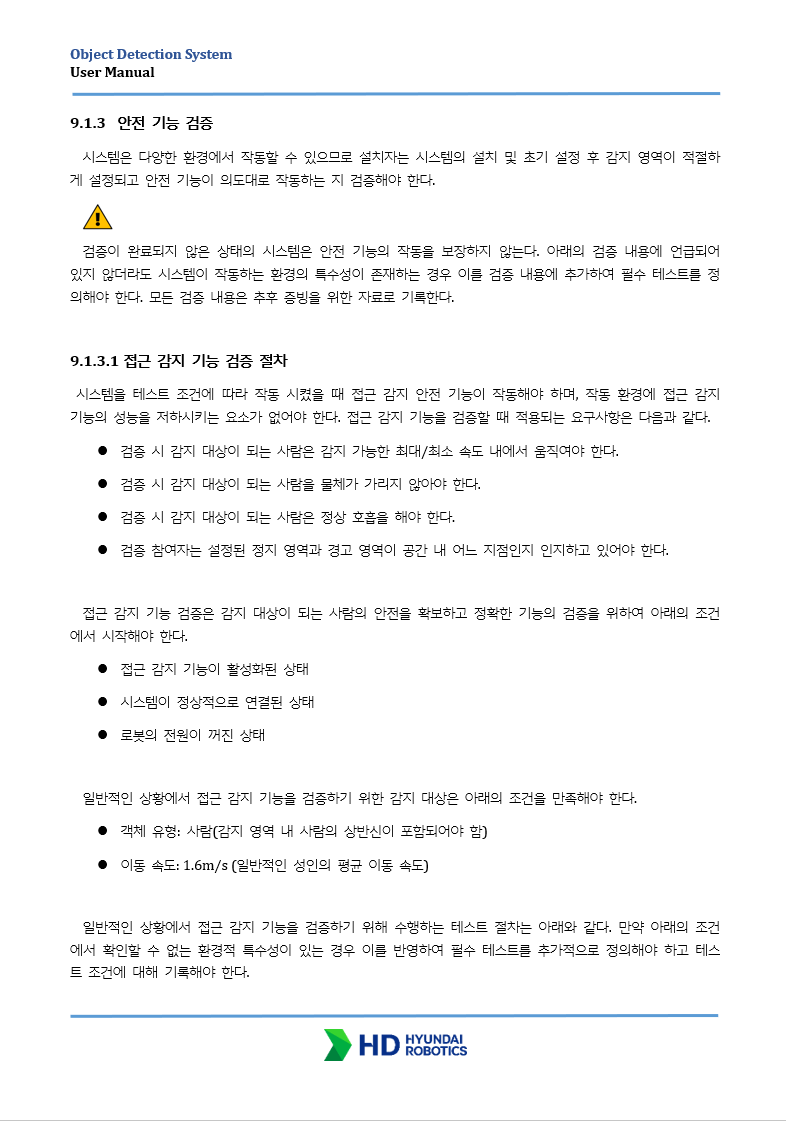 Object Detection System
User Manual
9.1.3 안전 기능 검증
시스템은 다양한 환경에서 작동할 수 있으므로 설치자는 시스템의 설치 및 초기 설정 후 감지 영역이 적절하
게 설정되고 안전 기능이 의도대로 작동하는 지 검증해야 한다.
검증이 완료되지 않은 상태의 시스템은 안전 기능의 작동을 보장하지 않는다. 아래의 검증 내용에 언급되어
있지 않더라도 시스템이 작동하는 환경의 특수성이 존재하는 경우 이를 검증 내용에 추가하여 필수 테스트를 정
의해야 한다. 모든 검증 내용은 추후 증빙을 위한 자료로 기록한다.
9.1.3.1 접근 감지 기능 검증 절차
시스템을 테스트 조건에 따라 작동 시켰을 때 접근 감지 안전 기능이 작동해야 하며, 작동 환경에 접근 감지
기능의 성능을 저하시키는 요소가 없어야 한다. 접근 감지 기능을 검증할 때 적용되는 요구사항은 다음과 같다.
● 검증 시 감지 대상이 되는 사람은 감지 가능한 최대/최소 속도 내에서 움직여야 한다.
● 검증 시 감지 대상이 되는 사람을 물체가 가리지 않아야 한다.
● 검증 시 감지 대상이 되는 사람은 정상 호흡을 해야 한다.
● 검증 참여자는 설정된 정지 영역과 경고 영역이 공간 내 어느 지점인지 인지하고 있어야 한다.
접근 감지 기능 검증은 감지 대상이 되는 사람의 안전을 확보하고 정확한 기능의 검증을 위하여 아래의 조건
에서 시작해야 한다.
● 접근 감지 기능이 활성화된 상태
● 시스템이 정상적으로 연결된 상태
● 로봇의 전원이 꺼진 상태
일반적인 상황에서 접근 감지 기능을 검증하기 위한 감지 대상은 아래의 조건을 만족해야 한다.
● 객체 유형: 사람(감지 영역 내 사람의 상반신이 포함되어야 함)
● 이동 속도: 1.6m/s (일반적인 성인의 평균 이동 속도)
일반적인 상황에서 접근 감지 기능을 검증하기 위해 수행하는 테스트 절차는 아래와 같다. 만약 아래의 조건
에서 확인할 수 없는 환경적 특수성이 있는 경우 이를 반영하여 필수 테스트를 추가적으로 정의해야 하고 테스
트 조건에 대해 기록해야 한다.
HD HYUNDAI
ROBOTICS